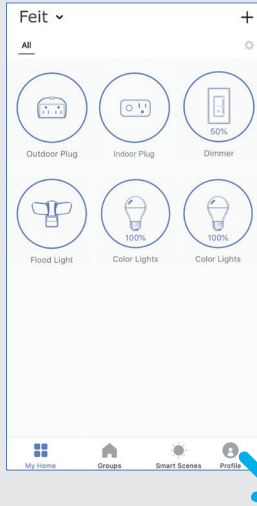 Feit
All
50%
Outdoor Plug Indoor Plug Dimmer
100% 100%
Flood Light Color Lights Color Lights
My Home Groups Smart Scenes Profile